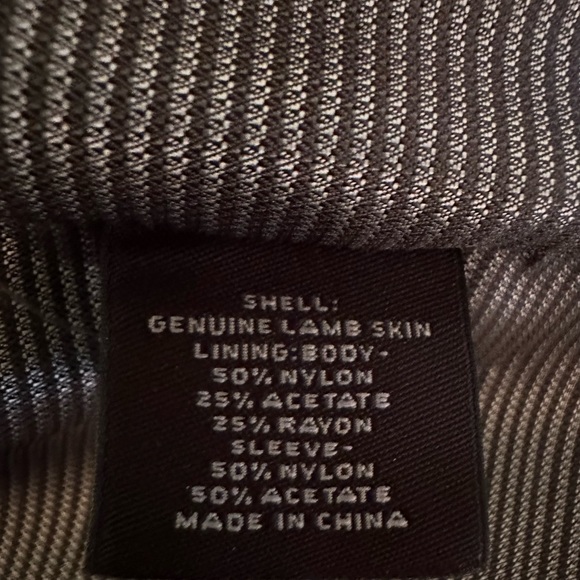 SHELL:
GENUINE LAMB SKIN
LINING:BODY-
50% NYLON
25% ACETATE
25% RAYON
SLEEVE-
50% NYLON
50% ACETATE
MADE IN CHINA